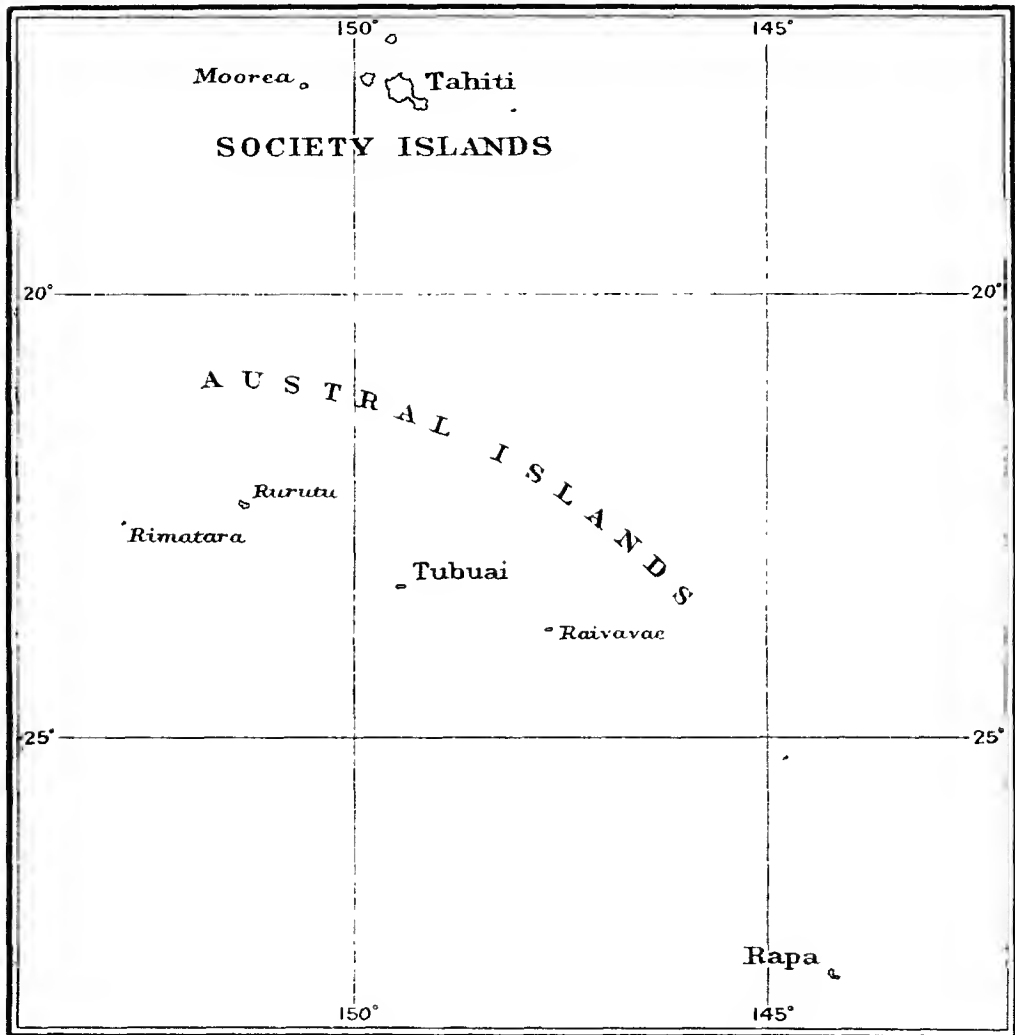 150° 145°
Moorea Tahiti
SOCIETY ISLANDS
20° 20°
AUSTRAL ISLANDS
Rurutu
Rimatara
Tubuai
Raivavae
25° 25°
Rapa
150° 145°